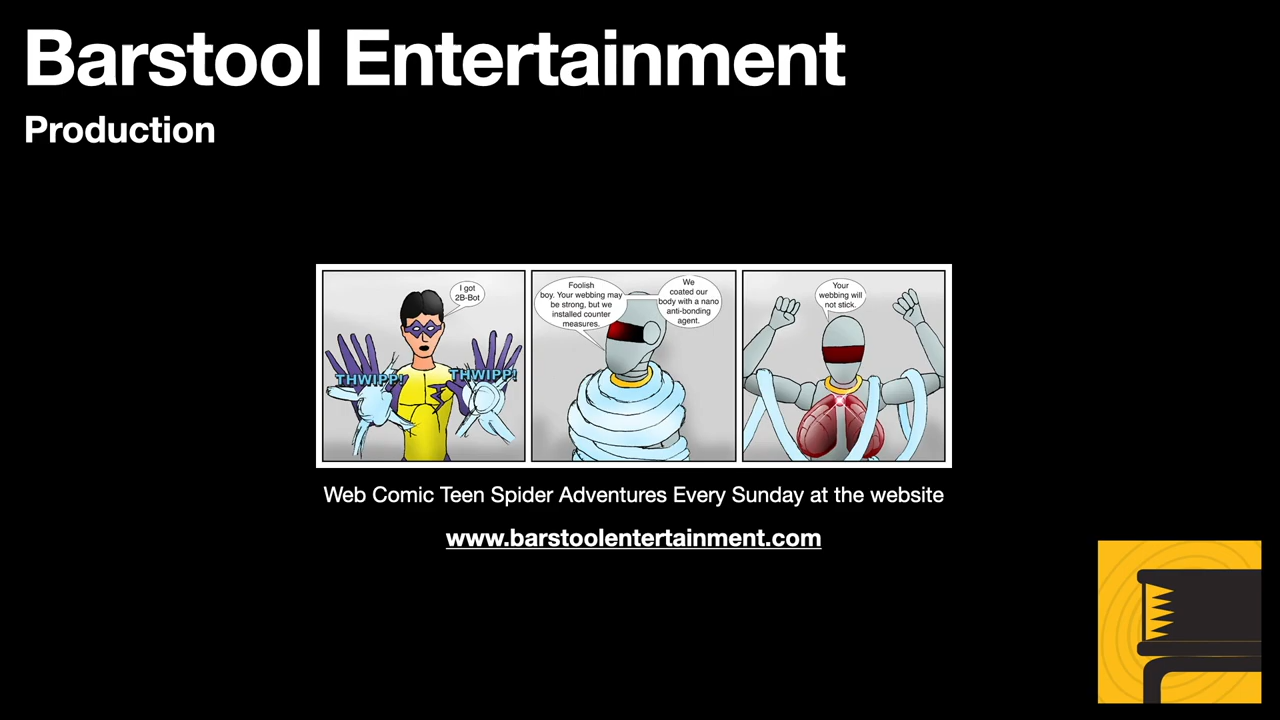 Barstool Entertainment
Production
I got
2B-Bot
THWIPP!
THWIPP!
Foolish
boy. Your webbing may
be strong, but we
installed counter
measures.
We
coated our
body with a nano
anti-bonding
agent.
Your
webbing will
not stick.
Web Comic Teen Spider Adventures Every Sunday at the website
www.barstoolentertainment.com